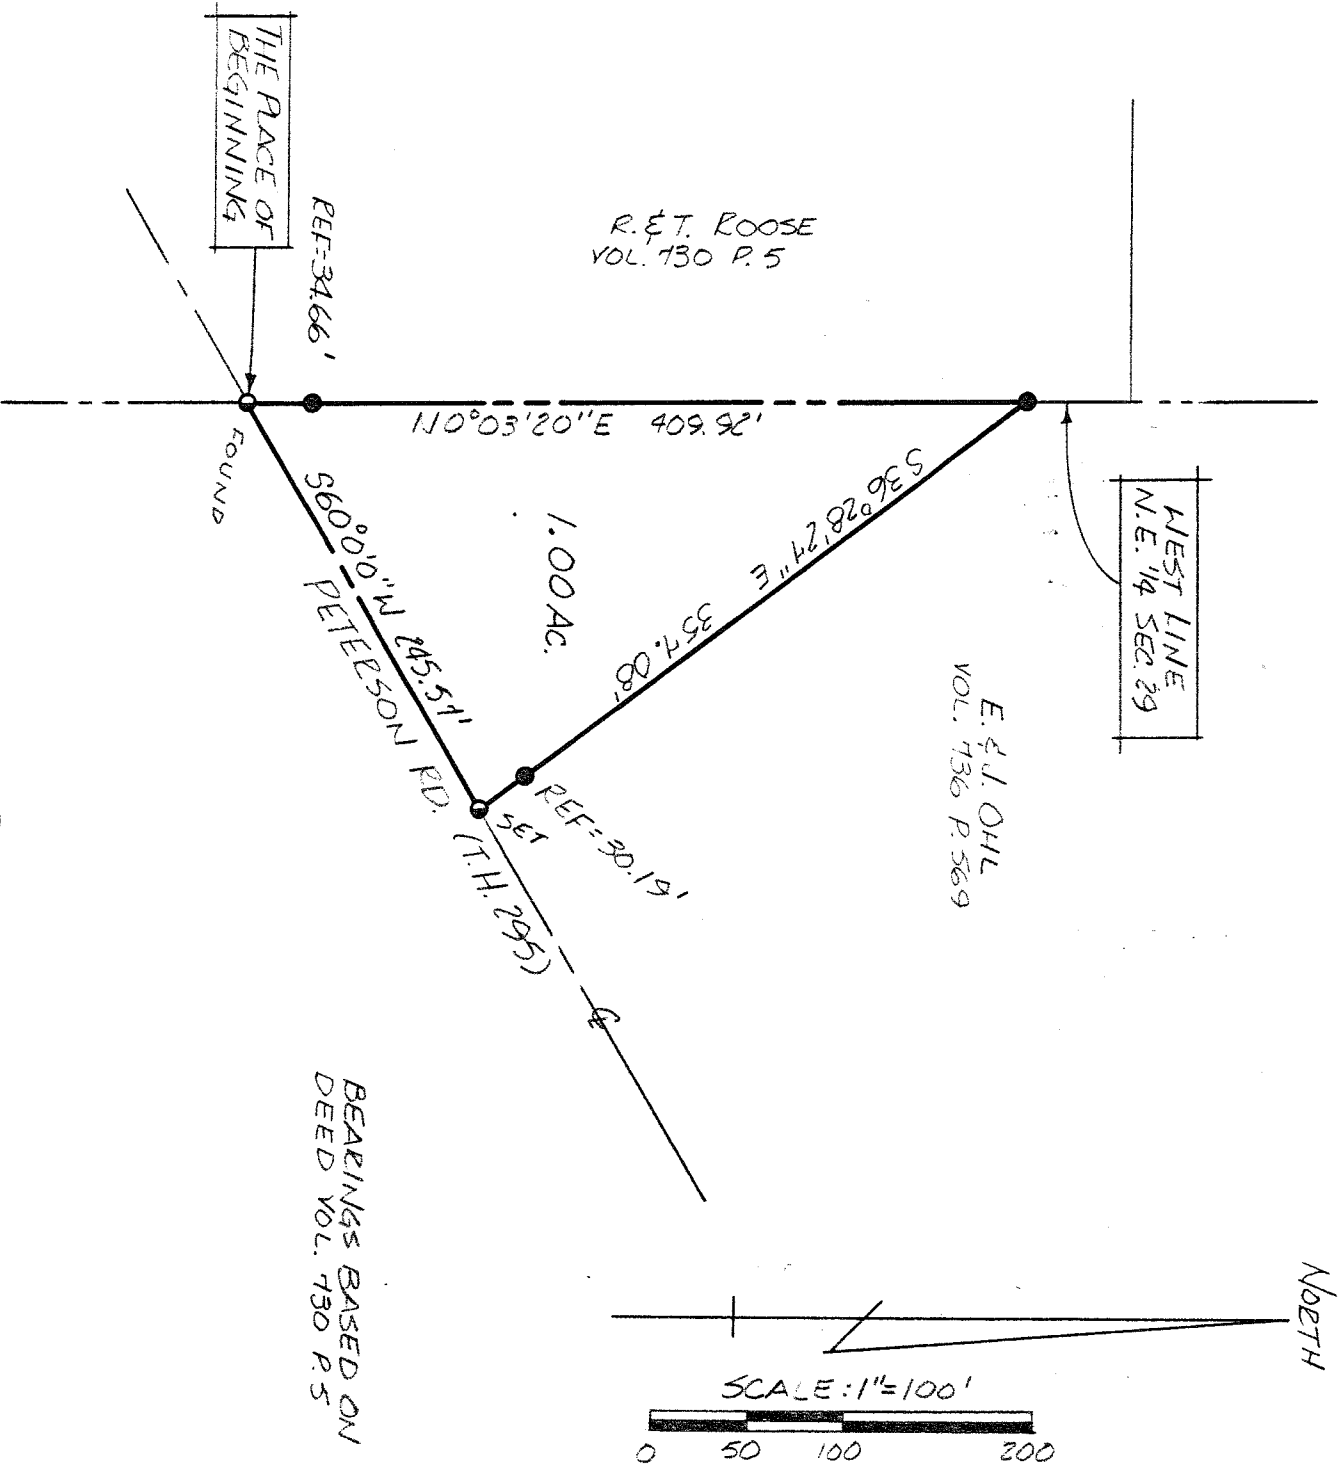 THE PLACE OF
BEGINNING
REF=34.66'
R. & T. ROOSE
VOL. 730 P. 5
N0°03'20"E 409.92'
FOUND
WEST LINE
N.E. 1/4 SEC. 29
S36°28'27"E 357.08'
1.00 AC.
S60°0'0"W 245.57'
PETERSON RD. (T.H. 295)
SET
REF=30.19'
E. & J. OHL
VOL. 736 P. 569
℄
BEARINGS BASED ON
DEED VOL. 730 P. 5
NORTH
SCALE: 1"=100'
0 50 100 200